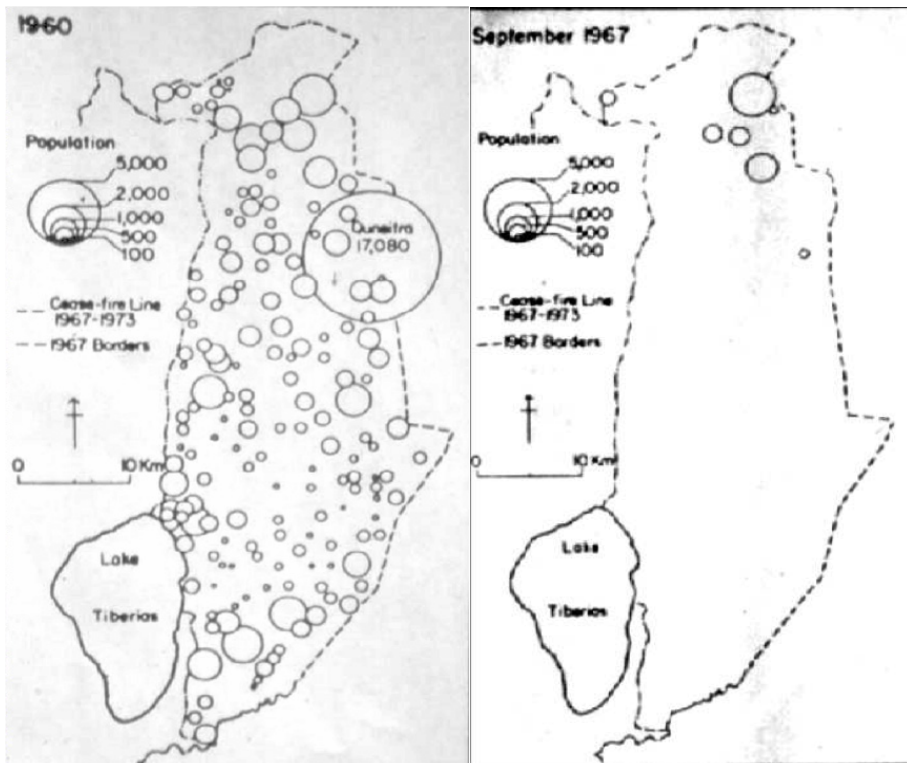 1960
Population
5,000
2,000
1,000
500
100
Quneitra
17,080
Cease-fire Line
1967-1973
1967 Borders
0
10 Km
Lake
Tiberias
September 1967
Population
5,000
2,000
1,000
500
100
Cease-fire Line
1967-1973
1967 Borders
0
10 Km
Lake
Tiberias